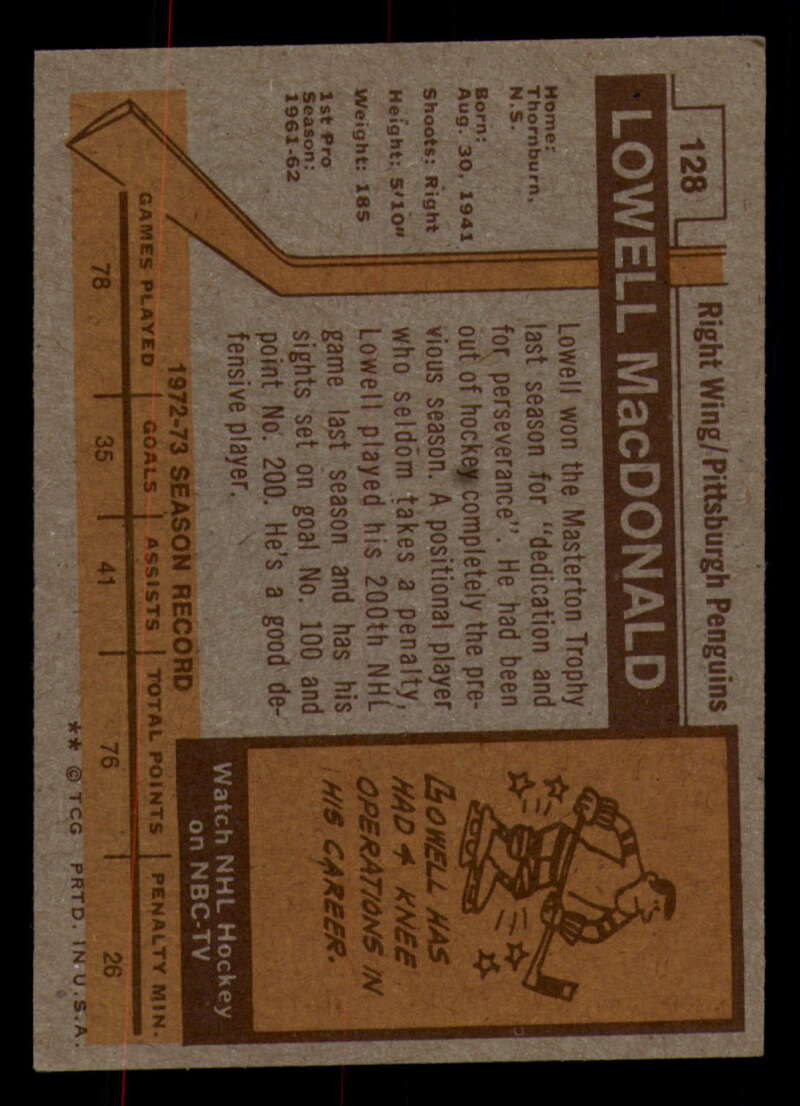 128
Right Wing/Pittsburgh Penguins
LOWELL MacDONALD
Home:
Thornburn,
N.S.
Born:
Aug. 30, 1941
Shoots: Right
Height: 5'10"
Weight: 185
1st Pro
Season:
1961-62
Lowell won the Masterton Trophy
last season for "dedication and
for perseverance". He had been
out of hockey completely the pre-
vious season. A positional player
who seldom takes a penalty,
Lowell played his 200th NHL
game last season and has his
sights set on goal No. 100 and
point No. 200. He's a good de-
fensive player.
LOWELL HAS
HAD 4 KNEE
OPERATIONS IN
HIS CAREER.
Watch NHL Hockey
on NBC-TV
1972-73 SEASON RECORD
GAMES PLAYED GOALS ASSISTS TOTAL POINTS PENALTY MIN.
78 35 41 76 26
** © TCG PRTD. IN U.S.A.